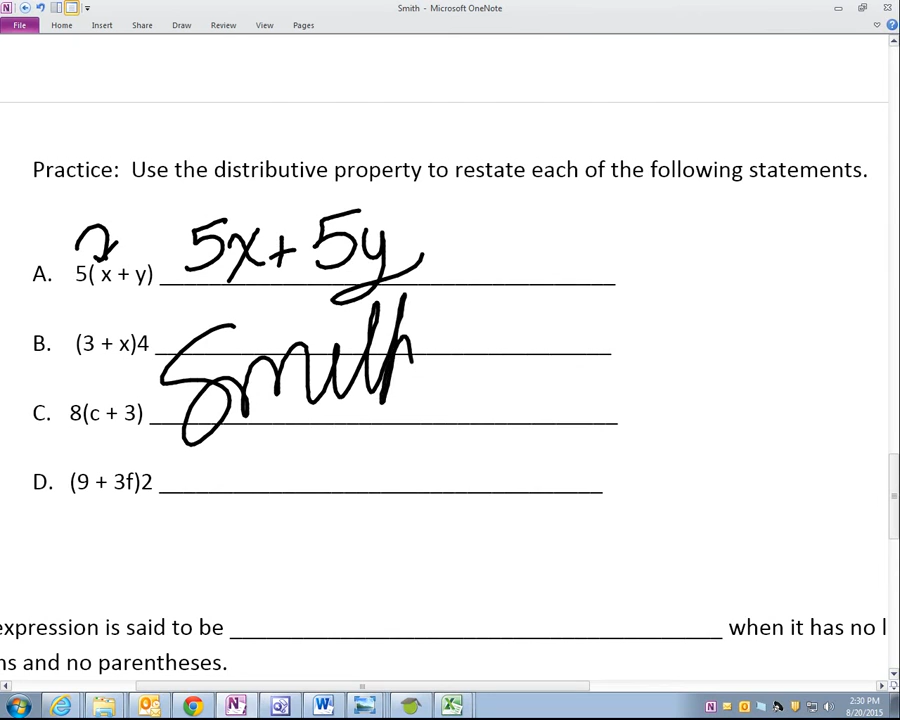 Smith - Microsoft OneNote
File Home Insert Share Draw Review View Pages
Practice: Use the distributive property to restate each of the following statements.
A. 5( x + y) 5x + 5y
B. (3 + x)4
Smith
C. 8(c + 3)
D. (9 + 3f)2
expression is said to be ________________________________________ when it has no l
ns and no parentheses.
2:30 PM
8/20/2015